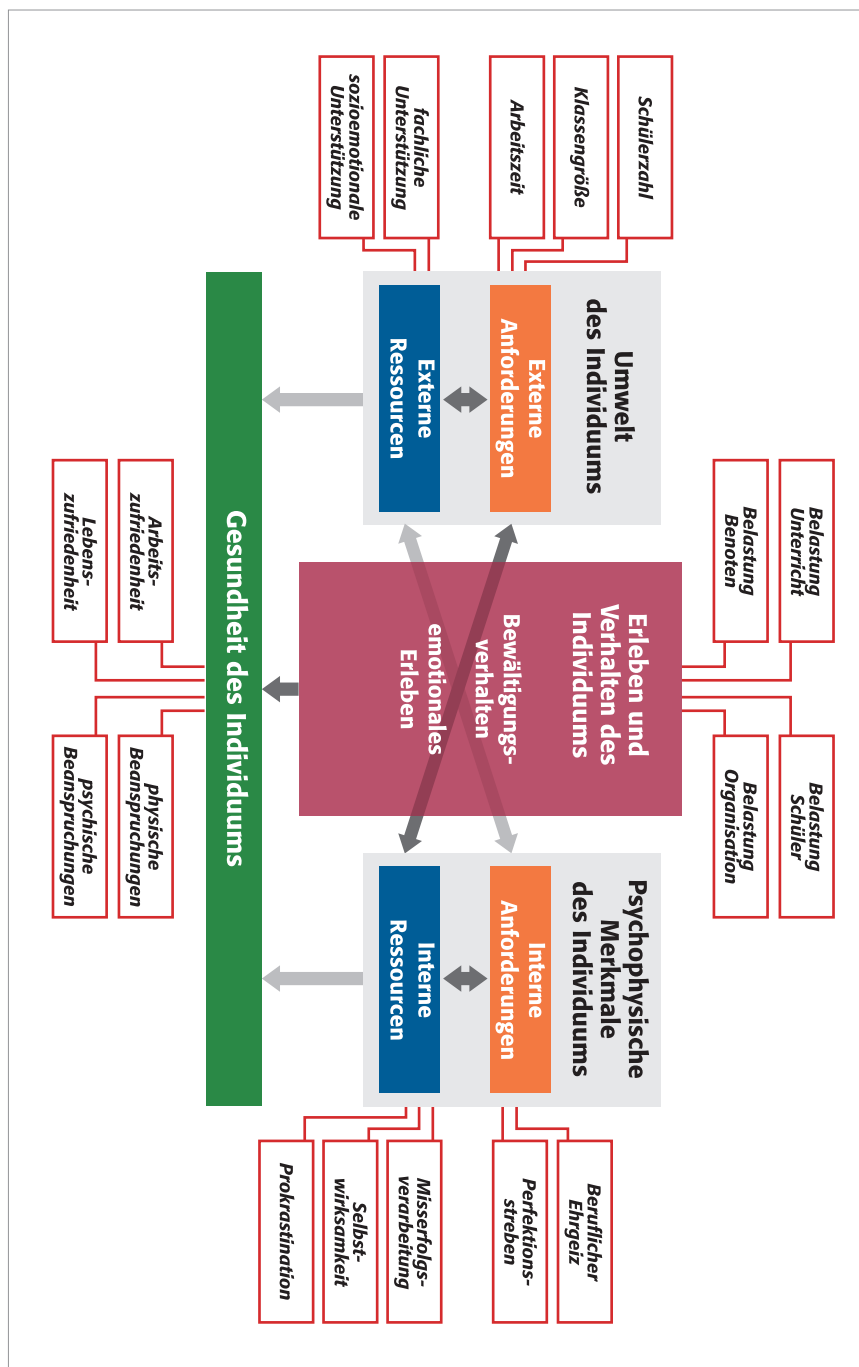 Belastung
Unterricht
Belastung
Schüler
Belastung
Benoten
Belastung
Organisation
Schülerzahl
Klassengröße
Arbeitszeit
fachliche
Unterstützung
sozioemotionale
Unterstützung
Umwelt
des Individuums
Externe
Anforderungen
Externe
Ressourcen
Erleben und
Verhalten des
Individuums
Bewältigungs-
verhalten
emotionales
Erleben
Psychophysische
Merkmale
des Individuums
Interne
Anforderungen
Interne
Ressourcen
Beruflicher
Ehrgeiz
Perfektions-
streben
Misserfolgs-
verarbeitung
Selbst-
wirksamkeit
Prokrastination
Gesundheit des Individuums
Arbeits-
zufriedenheit
physische
Beanspruchungen
Lebens-
zufriedenheit
psychische
Beanspruchungen